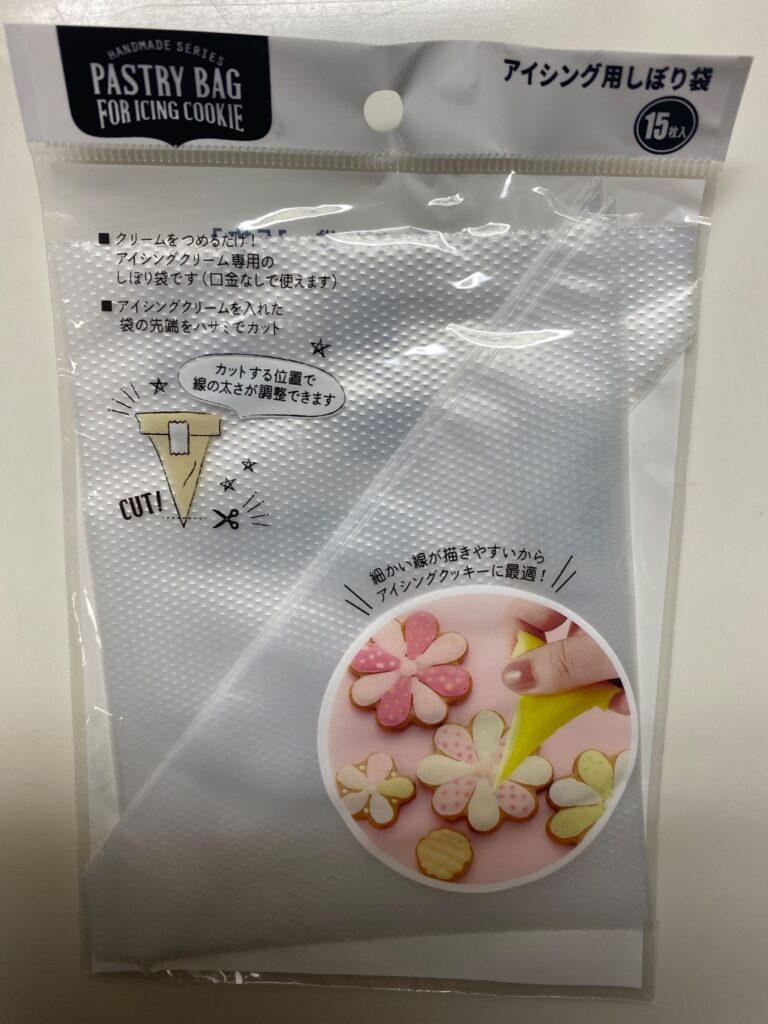 HANDMADE SERIES
PASTRY BAG
FOR ICING COOKIE
アイシング用しぼり袋
15枚入
■ クリームをつめるだけ！
アイシングクリーム専用の
しぼり袋です（口金なしで使えます）
■ アイシングクリームを入れた
袋の先端をハサミでカット
カットする位置で
線の太さが調整できます
CUT!
細かい線が描きやすいから
アイシングクッキーに最適！